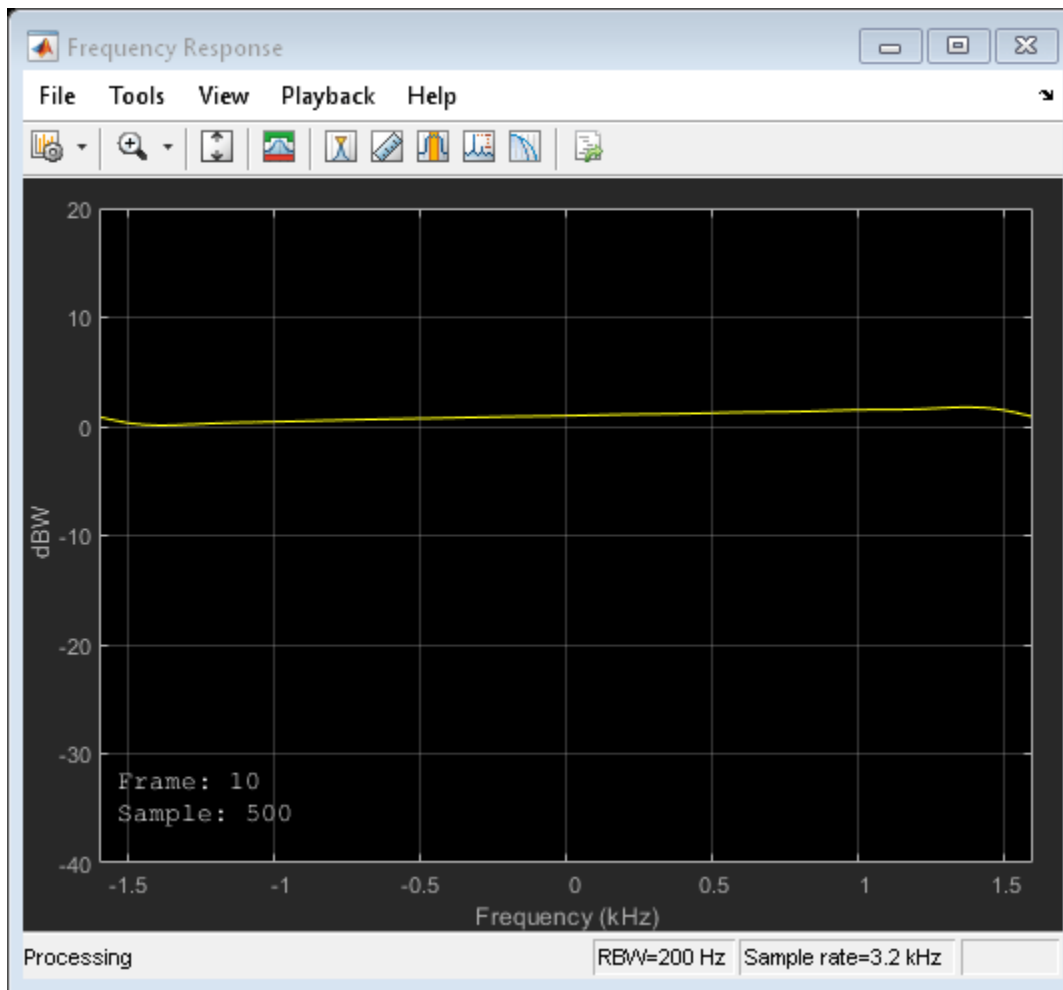 Frequency Response
File Tools View Playback Help
20
10
0
-10
-20
-30
-40
dBW
Frame: 10
Sample: 500
-1.5 -1 -0.5 0 0.5 1 1.5
Frequency (kHz)
Processing RBW=200 Hz Sample rate=3.2 kHz